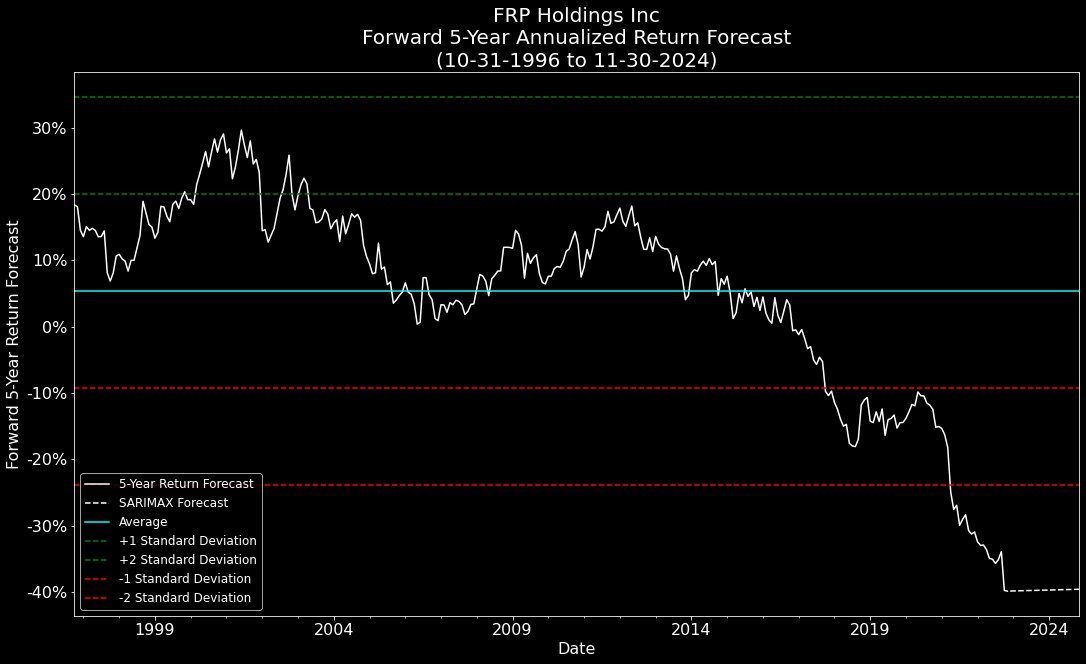 FRP Holdings Inc
Forward 5-Year Annualized Return Forecast
(10-31-1996 to 11-30-2024)
Forward 5-Year Return Forecast
30%
20%
10%
0%
-10%
-20%
-30%
-40%
5-Year Return Forecast
SARIMAX Forecast
Average
+1 Standard Deviation
+2 Standard Deviation
-1 Standard Deviation
-2 Standard Deviation
1999
2004
2009
2014
2019
2024
Date